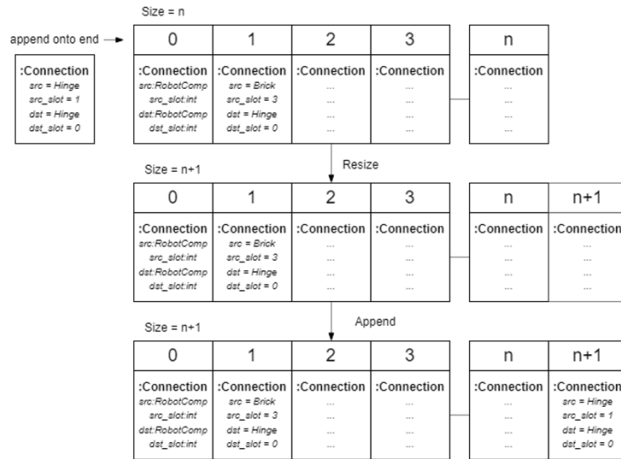 Size = n
append onto end
0 1 2 3 n
:Connection
src = Hinge
src_slot = 1
dst = Hinge
dst_slot = 0
:Connection :Connection :Connection :Connection :Connection
src:RobotComp src = Brick ... ... ...
src_slot:int src_slot = 3 ... ... ...
dst:RobotComp dst = Hinge ... ... ...
dst_slot:int dst_slot = 0 ... ... ...
Resize
Size = n+1
0 1 2 3 n n+1
:Connection :Connection :Connection :Connection :Connection :Connection
src:RobotComp src = Brick ... ... ... ...
src_slot:int src_slot = 3 ... ... ... ...
dst:RobotComp dst = Hinge ... ... ... ...
dst_slot:int dst_slot = 0 ... ... ... ...
Append
Size = n+1
0 1 2 3 n n+1
:Connection :Connection :Connection :Connection :Connection :Connection
src:RobotComp src = Brick ... ... ... src = Hinge
src_slot:int src_slot = 3 ... ... ... src_slot = 1
dst:RobotComp dst = Hinge ... ... ... dst = Hinge
dst_slot:int dst_slot = 0 ... ... ... dst_slot = 0